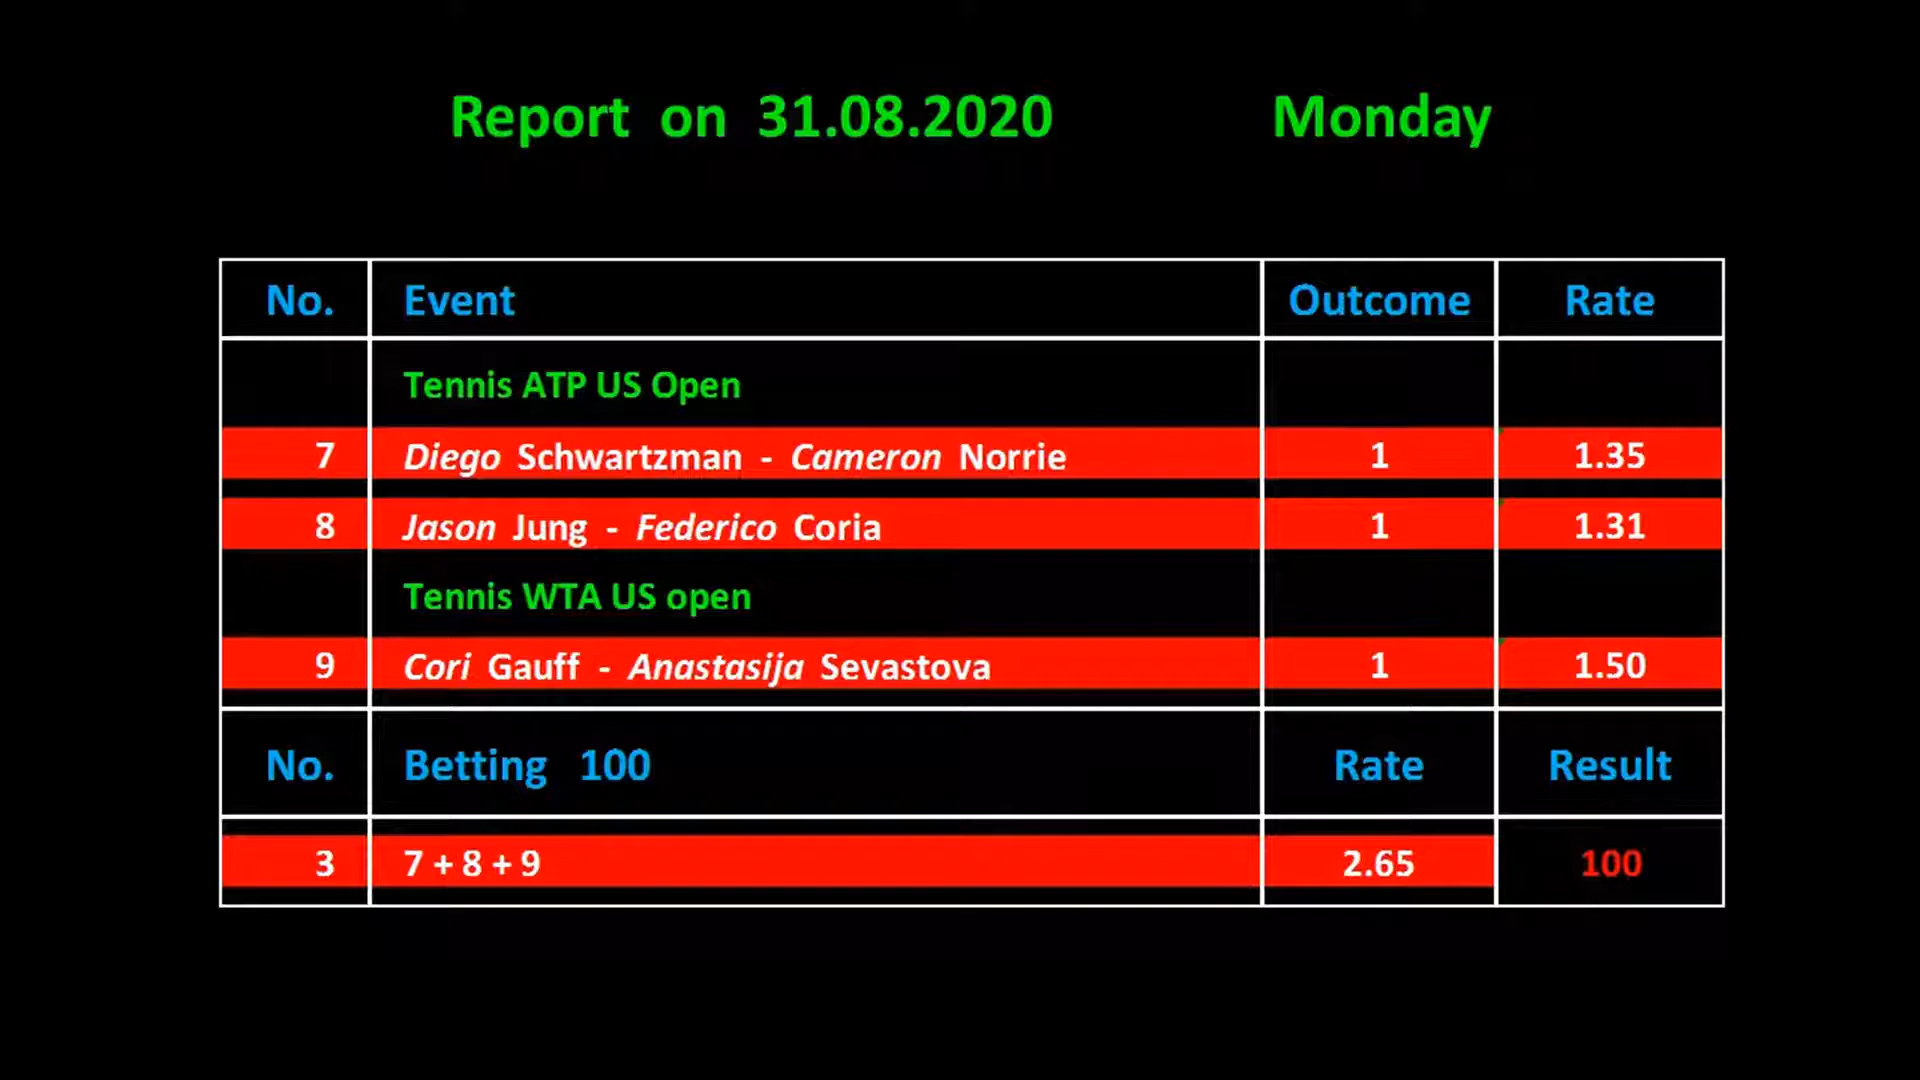 Report on 31.08.2020 Monday
No. Event Outcome Rate
Tennis ATP US Open
7 Diego Schwartzman - Cameron Norrie 1 1.35
8 Jason Jung - Federico Coria 1 1.31
Tennis WTA US open
9 Cori Gauff - Anastasija Sevastova 1 1.50
No. Betting 100 Rate Result
3 7 + 8 + 9 2.65 100